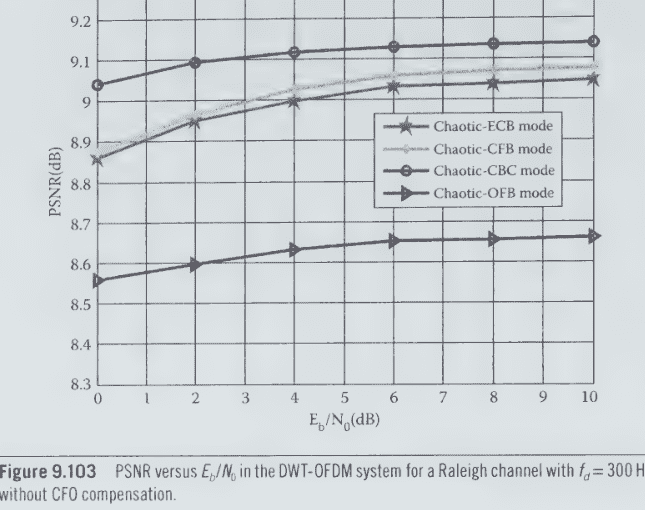 9.2
9.1
9
8.9
8.8
8.7
8.6
8.5
8.4
8.3
PSNR(dB)
Chaotic-ECB mode
Chaotic-CFB mode
Chaotic-CBC mode
Chaotic-OFB mode
0 1 2 3 4 5 6 7 8 9 10
E_b/N_0(dB)
Figure 9.103 PSNR versus E_b/N_0 in the DWT-OFDM system for a Raleigh channel with f_d = 300 H
without CFO compensation.